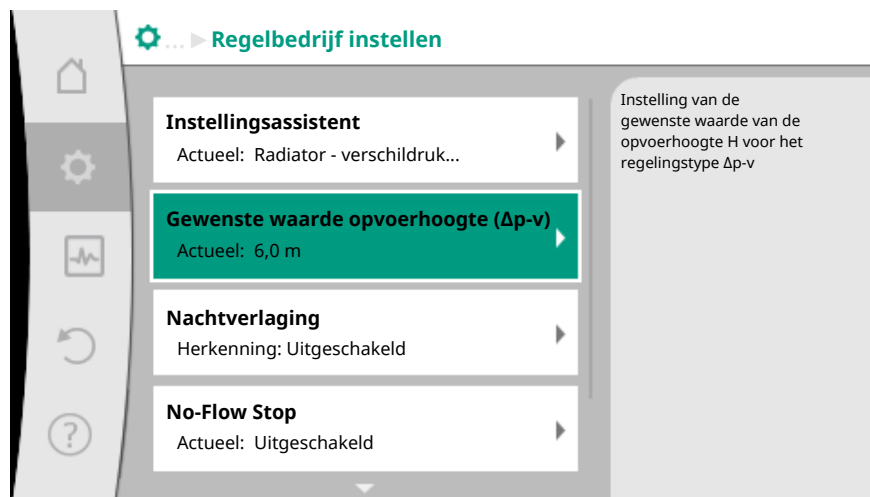 ... Regelbedrijf instellen
Instellingsassistent
Actueel: Radiator - verschildruk...
Gewenste waarde opvoerhoogte (Δp-v)
Actueel: 6,0 m
Nachtverlaging
Herkenning: Uitgeschakeld
No-Flow Stop
Actueel: Uitgeschakeld
Instelling van de
gewenste waarde van de
opvoerhoogte H voor het
regelingstype Δp-v
?